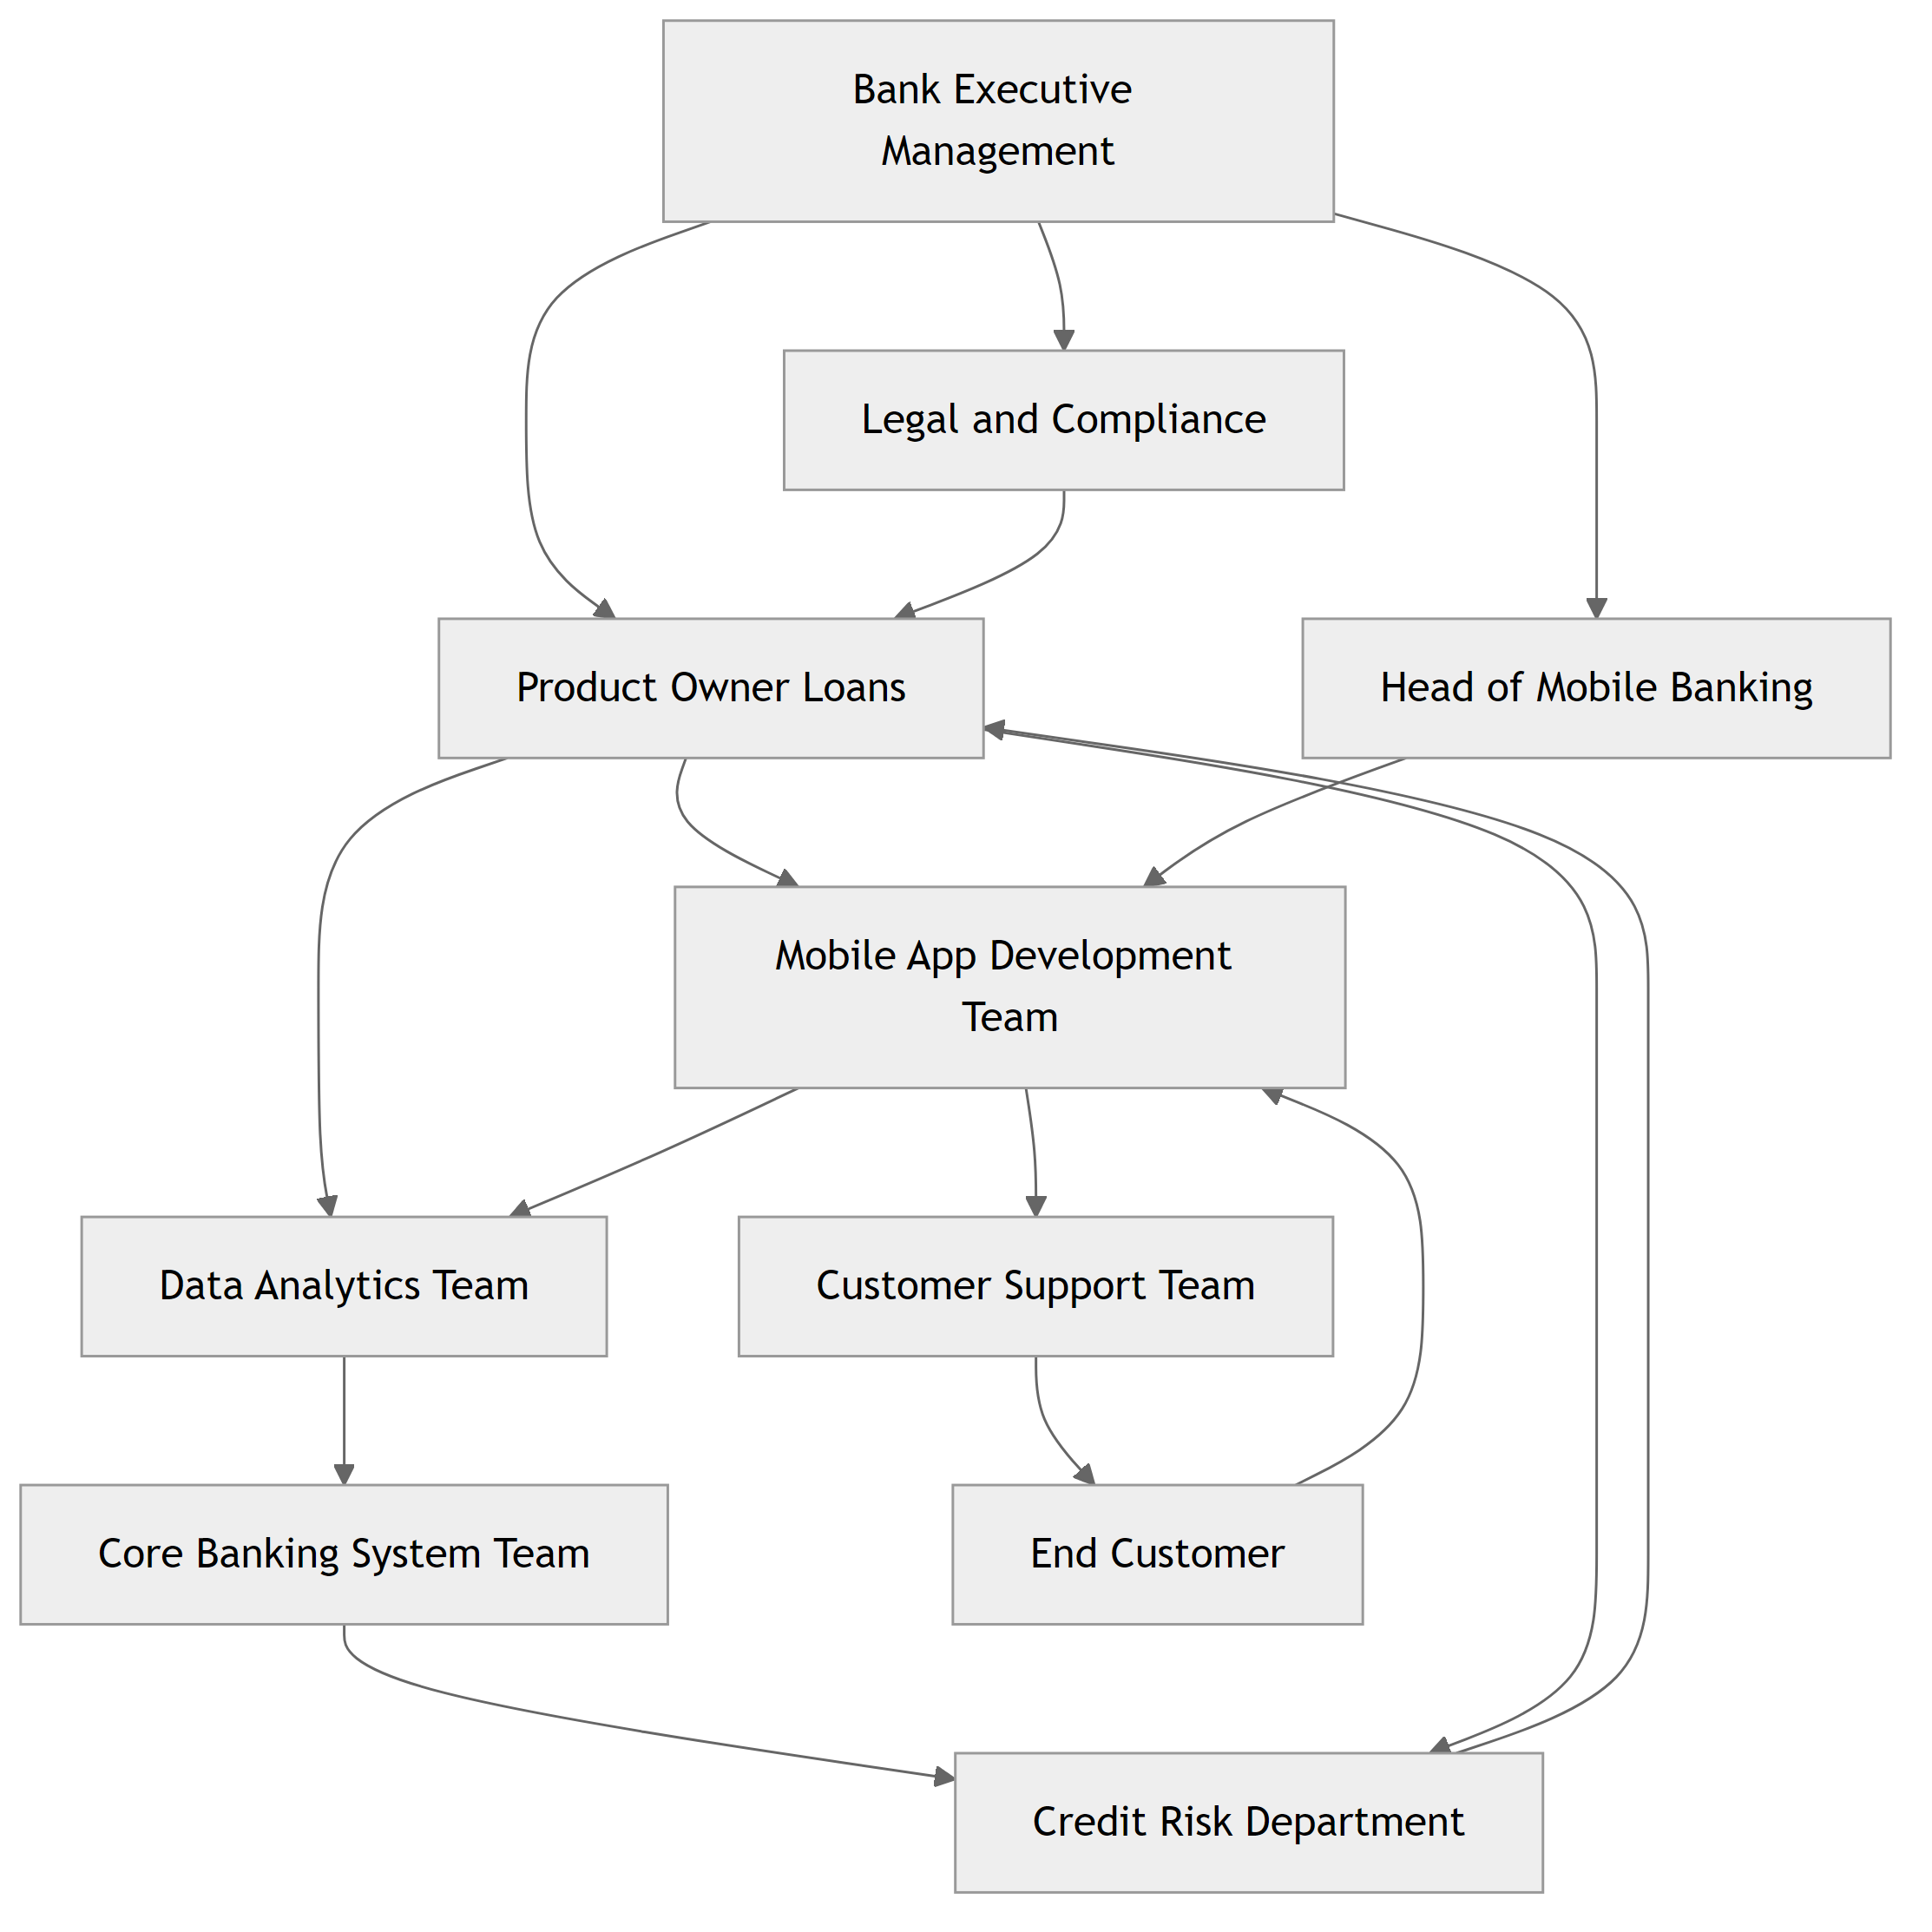 Bank Executive
Management
Legal and Compliance
Product Owner Loans
Head of Mobile Banking
Mobile App Development
Team
Data Analytics Team
Customer Support Team
Core Banking System Team
End Customer
Credit Risk Department